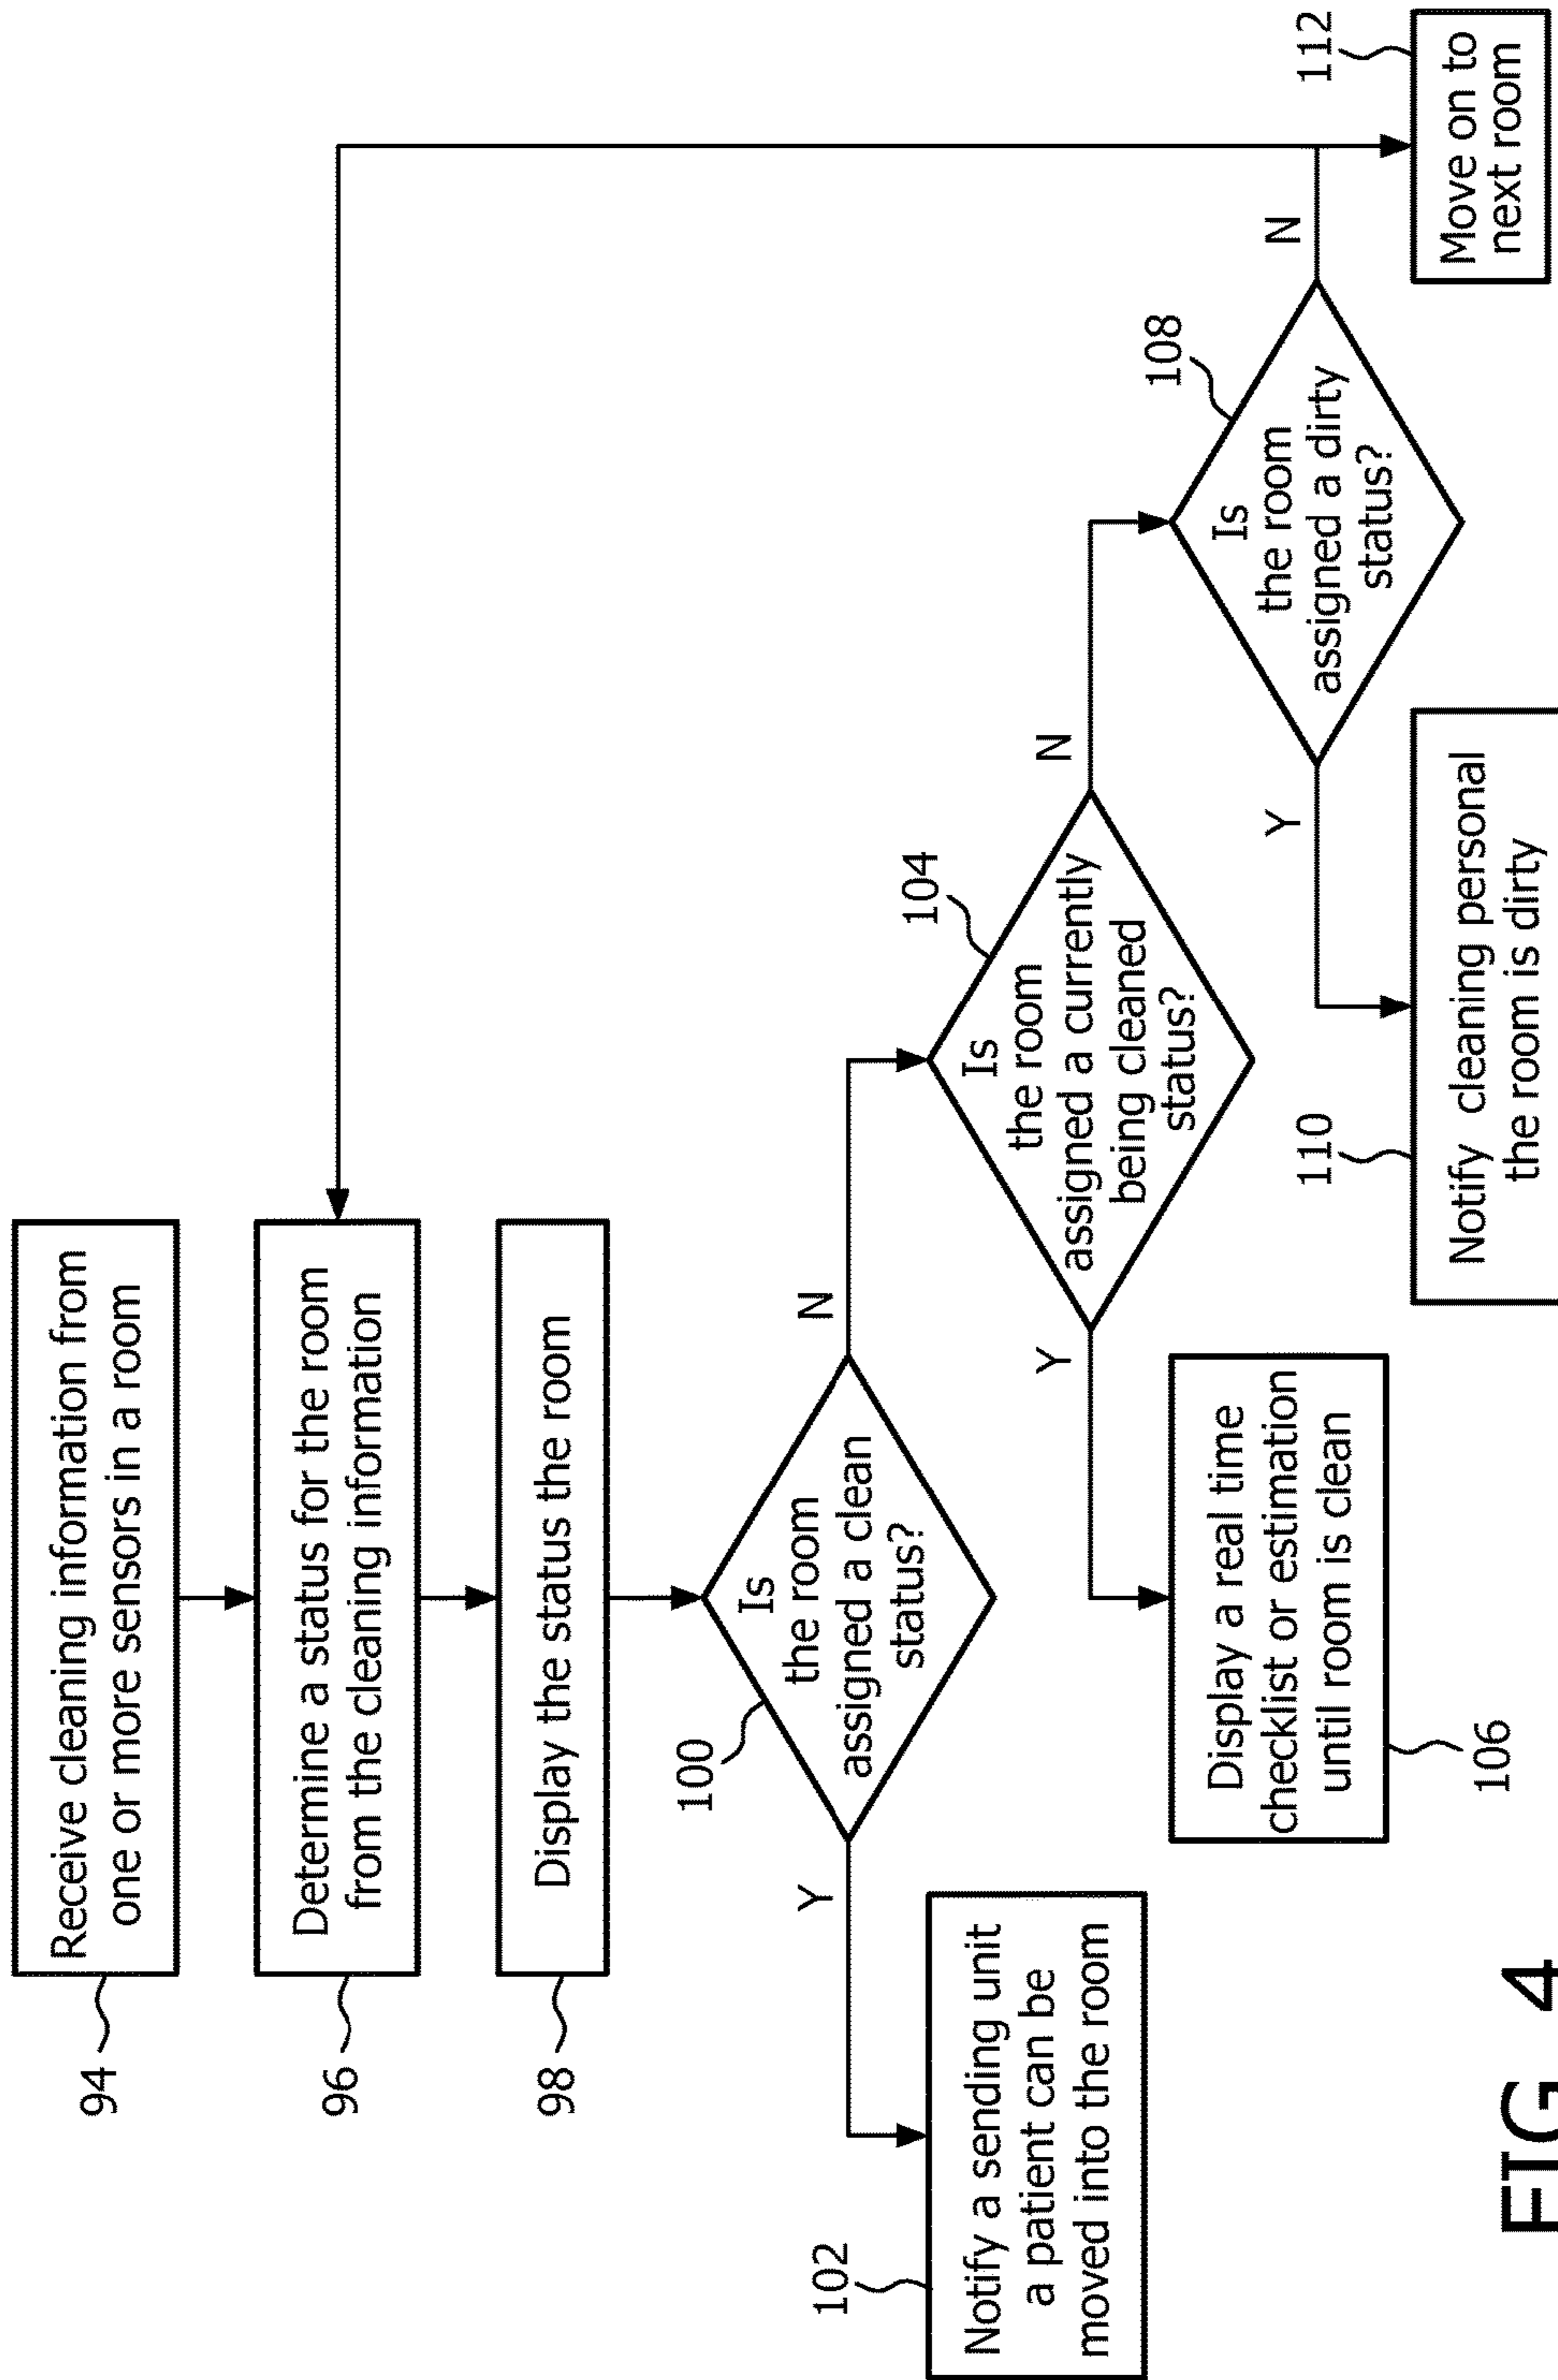 94
Receive cleaning information from
one or more sensors in a room
96
Determine a status for the room
from the cleaning information
98
Display the status the room
100
Is
the room
assigned a clean
status?
Y
N
102
Notify a sending unit
a patient can be
moved into the room
104
Is
the room
assigned a currently
being cleaned
status?
Y
N
Display a real time
checklist or estimation
until room is clean
106
108
Is
the room
assigned a dirty
status?
Y
N
110
Notify cleaning personal
the room is dirty
112
Move on to
next room
FIG 4